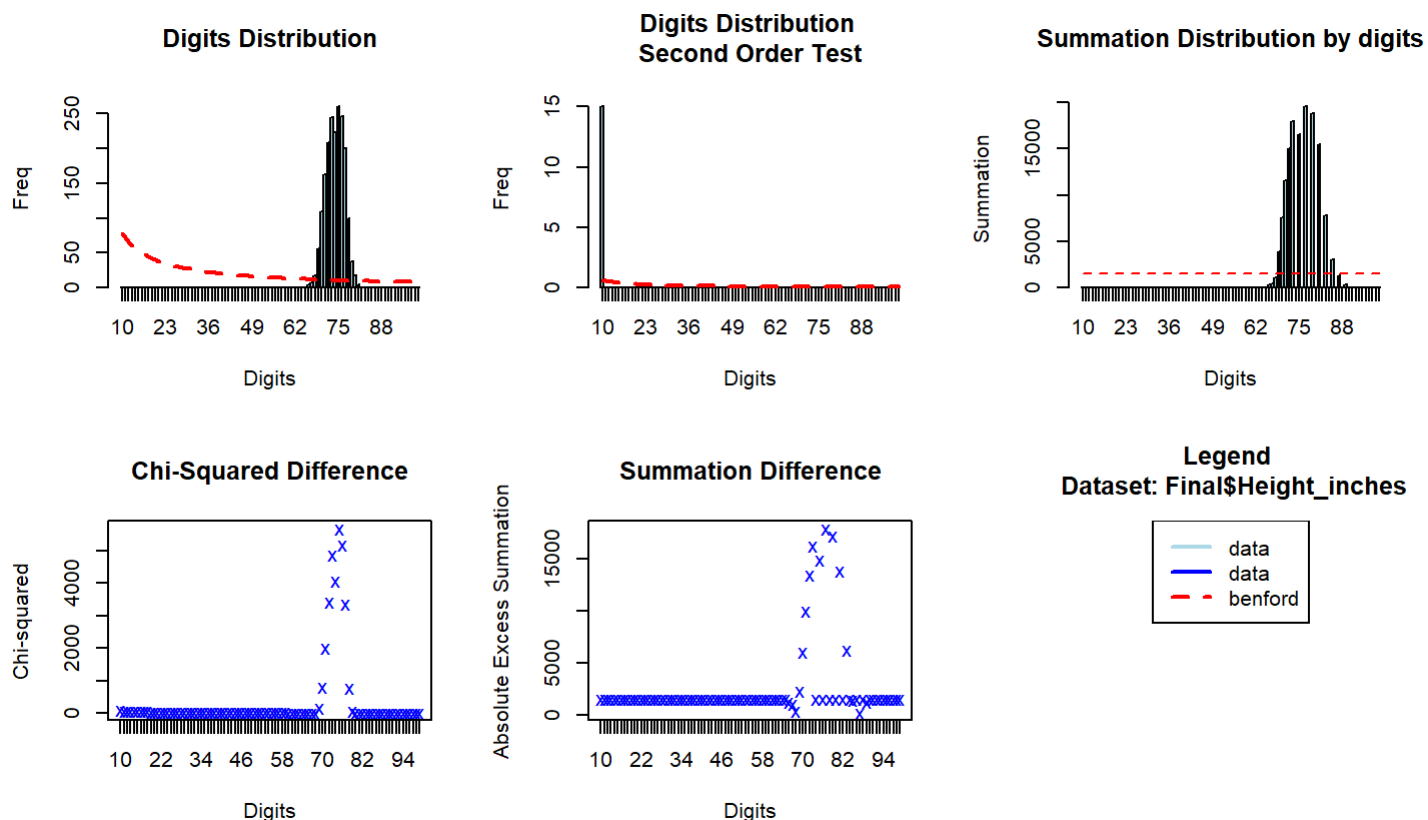 Digits Distribution
Freq
0
50
150
250
10 23 36 49 62 75 88
Digits
Digits Distribution
Second Order Test
Freq
0
5
10
15
10 23 36 49 62 75 88
Digits
Summation Distribution by digits
Summation
0
5000
15000
10 23 36 49 62 75 88
Digits
Chi-Squared Difference
Chi-squared
0
2000
4000
10 22 34 46 58 70 82 94
Digits
Summation Difference
Absolute Excess Summation
0
5000
15000
10 22 34 46 58 70 82 94
Digits
Legend
Dataset: Final$Height_inches
data
data
benford